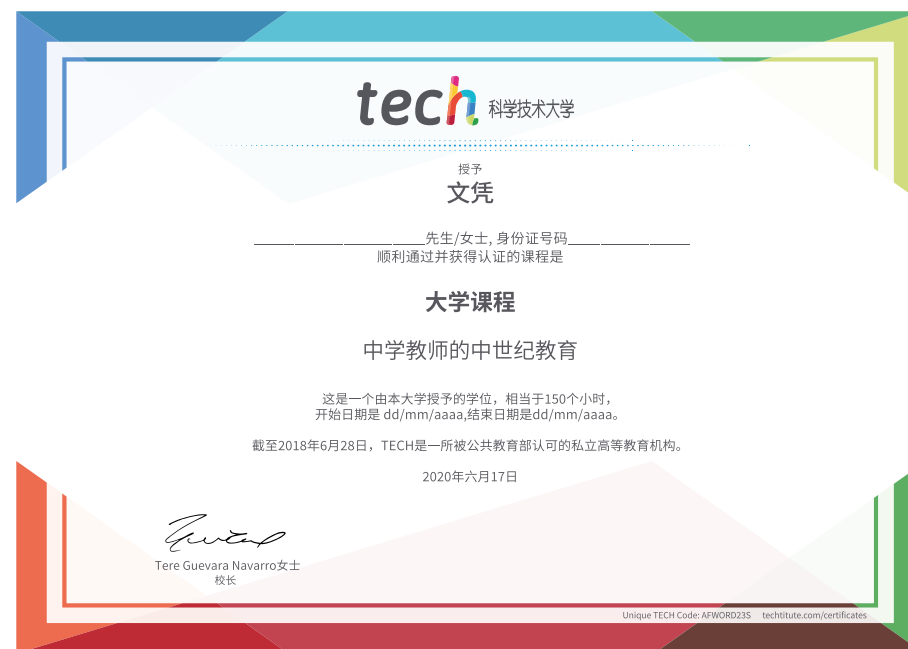 tech 科学技术大学
授予
文凭
先生/女士, 身份证号码
顺利通过并获得认证的课程是
大学课程
中学教师的中世纪教育
这是一个由本大学授予的学位，相当于150个小时，
开始日期是 dd/mm/aaaa,结束日期是dd/mm/aaaa。
截至2018年6月28日，TECH是一所被公共教育部认可的私立高等教育机构。
2020年六月17日
Tere Guevara Navarro女士
校长
Unique TECH Code: AFWORD23S techtitute.com/certificates